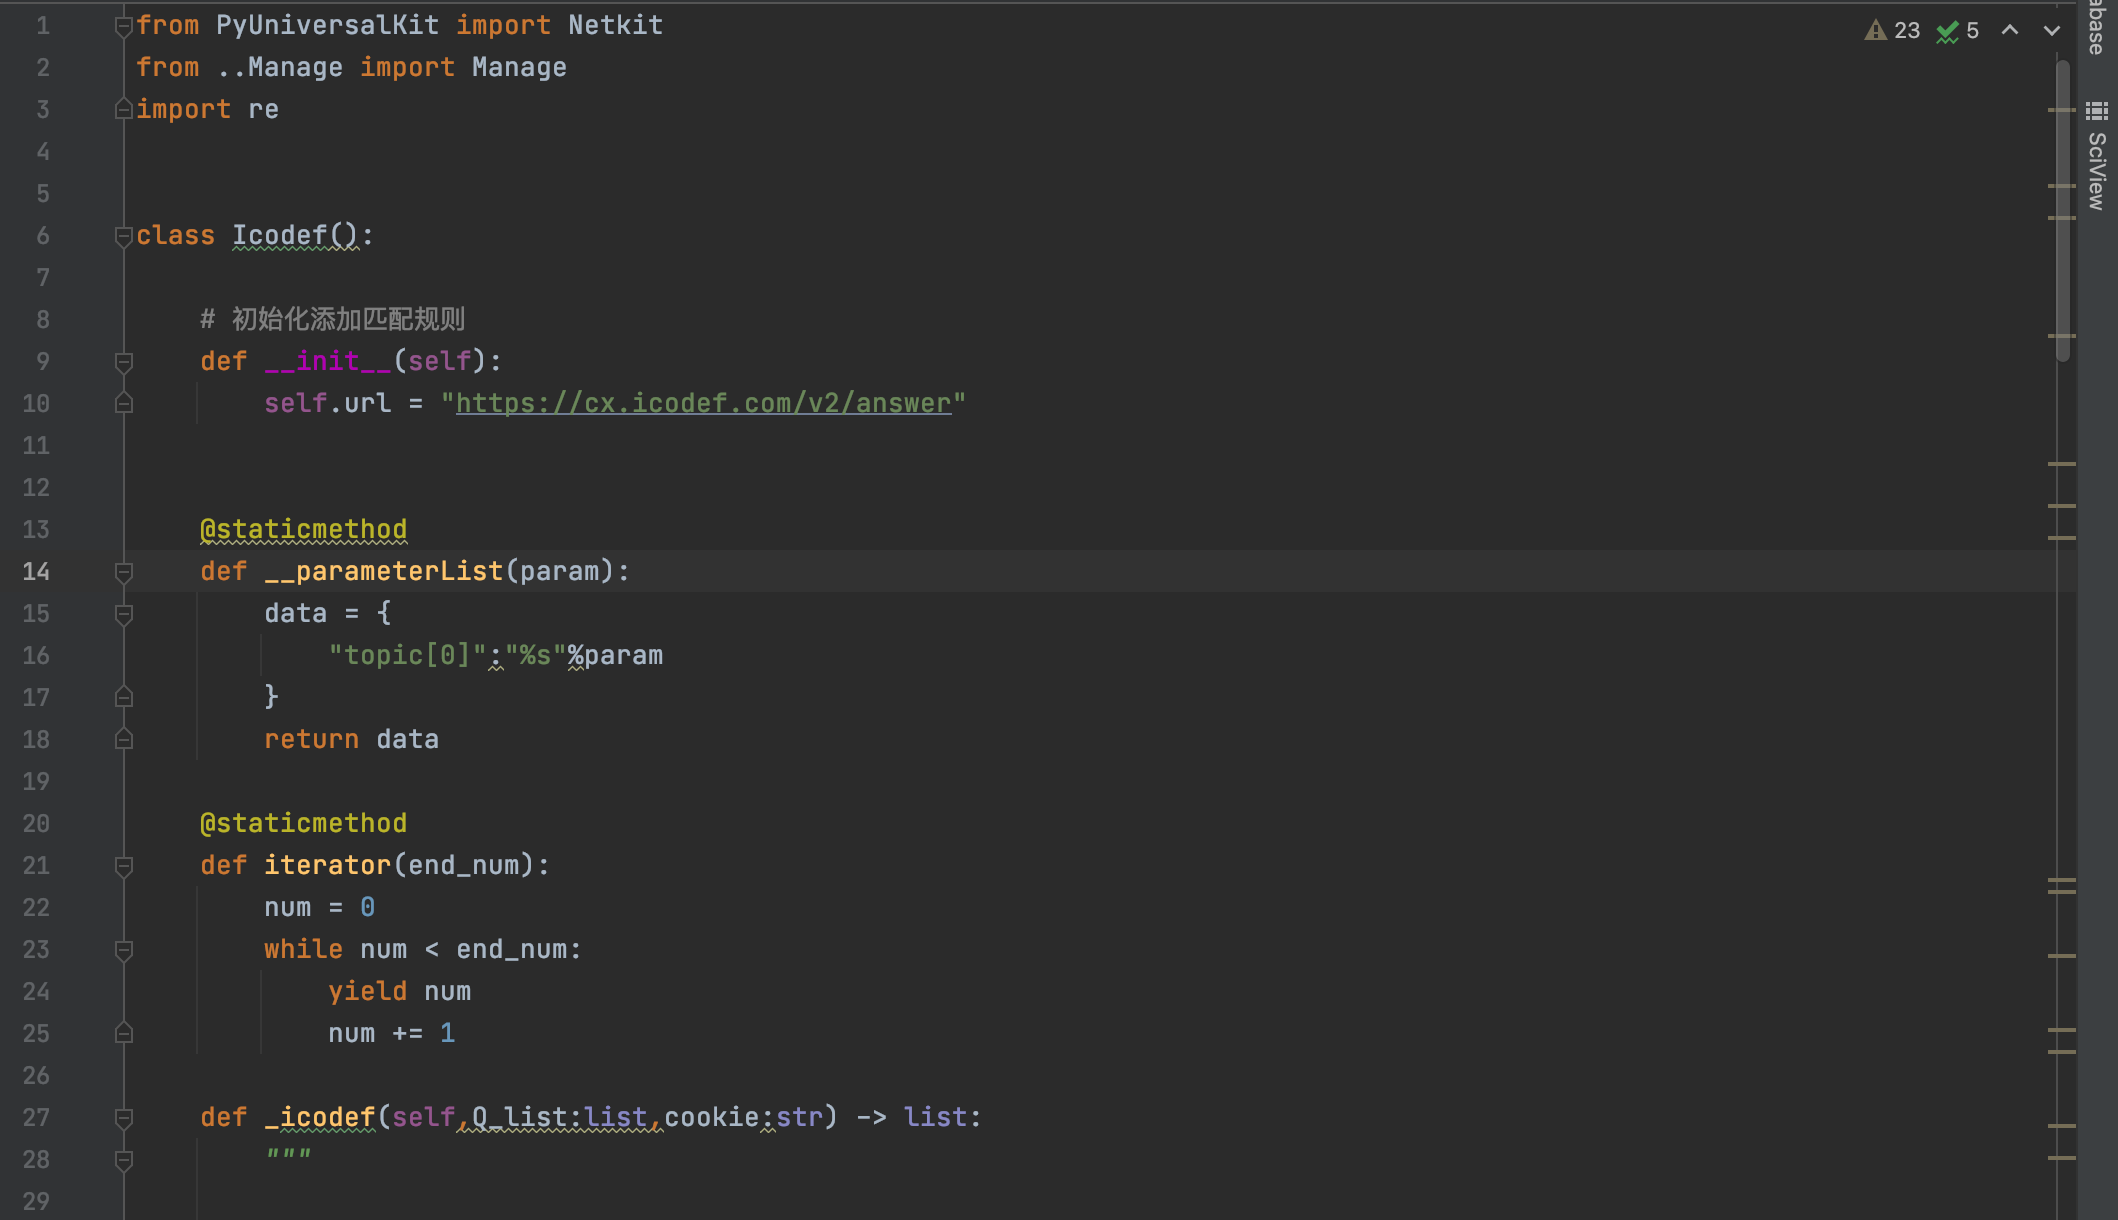 1 from PyUniversalKit import Netkit
2 from ..Manage import Manage
3 import re
4
5
6 class Icodef():
7
8     # 初始化添加匹配规则
9     def __init__(self):
10         self.url = "https://cx.icodef.com/v2/answer"
11
12
13     @staticmethod
14     def __parameterList(param):
15         data = {
16             "topic[0]":"%s"%param
17         }
18         return data
19
20     @staticmethod
21     def iterator(end_num):
22         num = 0
23         while num < end_num:
24             yield num
25             num += 1
26
27     def _icodef(self,Q_list:list,cookie:str) -> list:
28         """
29
23 5
abase
SciView